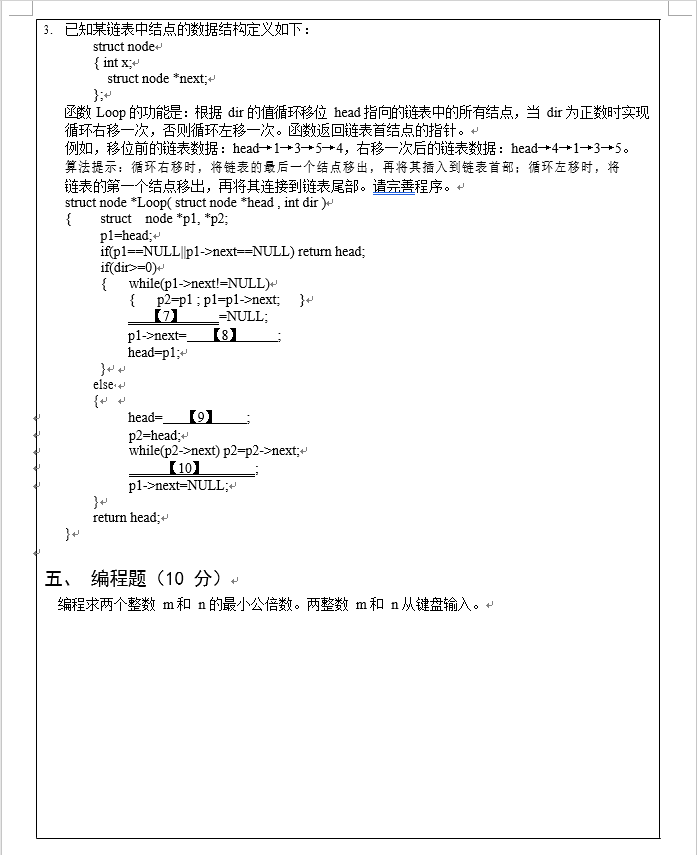 3. 已知某链表中结点的数据结构定义如下：
struct node
{ int x;
struct node *next;
};
函数 Loop 的功能是：根据 dir 的值循环移位 head 指向的链表中的所有结点，当 dir 为正数时实现
循环右移一次，否则循环左移一次。函数返回链表首结点的指针。
例如，移位前的链表数据：head→1→3→5→4，右移一次后的链表数据：head→4→1→3→5。
算法提示：循环右移时，将链表的最后一个结点移出，再将其插入到链表首部；循环左移时，将
链表的第一个结点移出，再将其连接到链表尾部。请完善程序。
struct node *Loop( struct node *head , int dir )
{ struct node *p1, *p2;
p1=head;
if(p1==NULL||p1->next==NULL) return head;
if(dir>=0)
{ while(p1->next!=NULL)
{ p2=p1 ; p1=p1->next; }
【7】 =NULL;
p1->next= 【8】 ;
head=p1;
}
else
{
head= 【9】 ;
p2=head;
while(p2->next) p2=p2->next;
【10】 ;
p1->next=NULL;
}
return head;
}
五、 编程题（10 分）
编程求两个整数 m 和 n 的最小公倍数。两整数 m 和 n 从键盘输入。